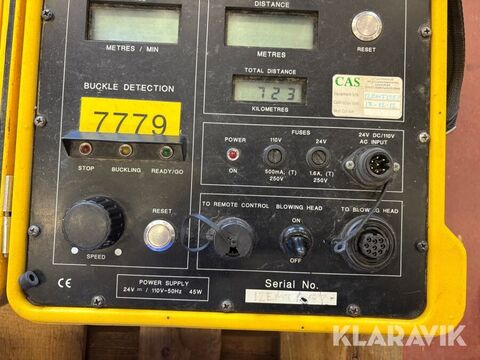 DISTANCE
METRES / MIN
METRES
RESET
TOTAL DISTANCE
723
KILOMETRES
CAS
BUCKLE DETECTION
7779
STOP
BUCKLING
READY/GO
POWER
ON
FUSES
110V
24V
500mA, (T)
250V
1.6A, (T)
250V
24V DC/110V
AC INPUT
SPEED
RESET
TO REMOTE CONTROL
BLOWING HEAD
ON
OFF
TO BLOWING HEAD
CE
POWER SUPPLY
24V ⎓ / 110V~50Hz 45W
Serial No.
KLARAVIK